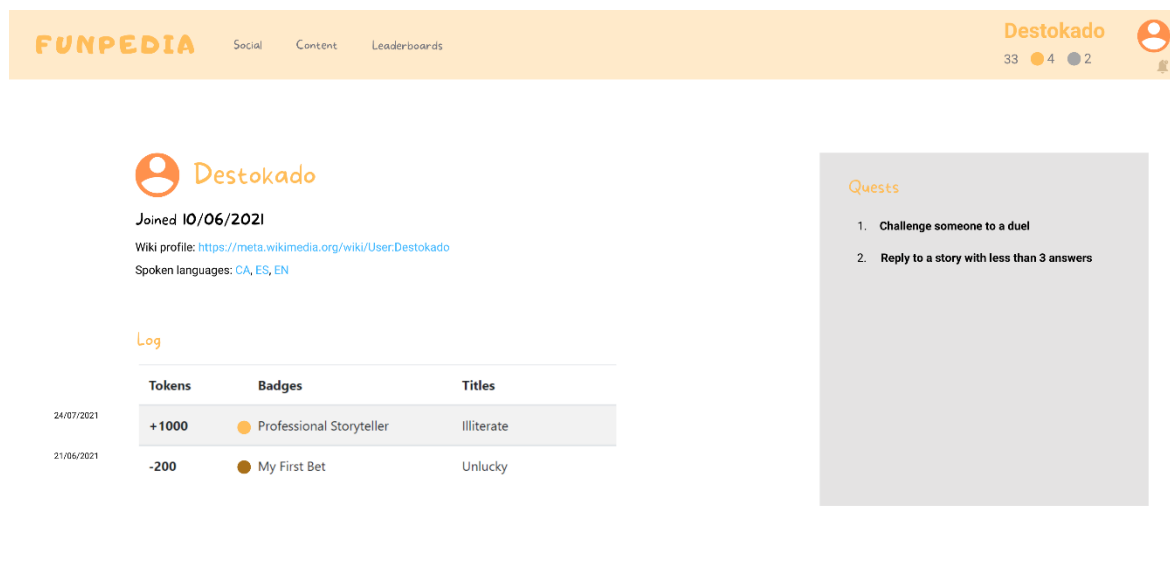 FUNPEDIA Social Content Leaderboards
Destokado
33 4 2
Destokado
Joined 10/06/2021
Wiki profile: https://meta.wikimedia.org/wiki/User:Destokado
Spoken languages: CA, ES, EN
Log
Tokens Badges Titles
24/07/2021
+1000 Professional Storyteller Illiterate
21/06/2021
-200 My First Bet Unlucky
Quests
1. Challenge someone to a duel
2. Reply to a story with less than 3 answers